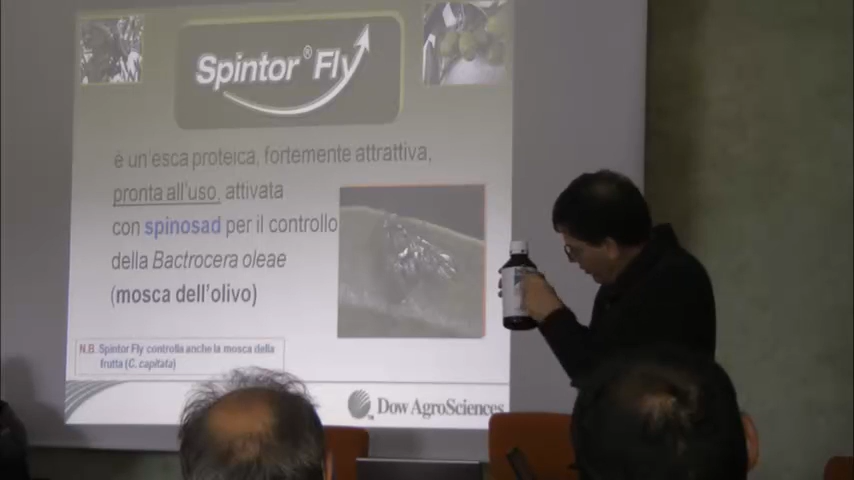 Spintor® Fly
è un'esca proteica, fortemente attrattiva,
pronta all'uso, attivata
con spinosad per il controllo
della Bactrocera oleae
(mosca dell'olivo)
N.B. Spintor Fly controlla anche la mosca della
frutta (C. capitata)
Dow AgroSciences